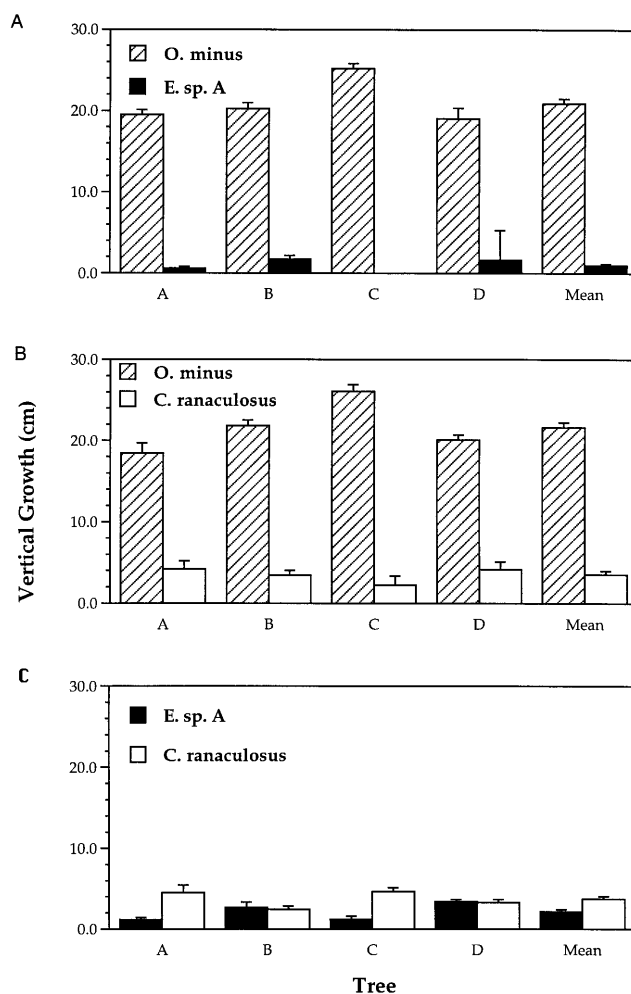 A
30.0
O. minus
E. sp. A
20.0
10.0
0.0
A B C D Mean
B
30.0
O. minus
C. ranaculosus
20.0
10.0
0.0
A B C D Mean
Vertical Growth (cm)
C
30.0
E. sp. A
C. ranaculosus
20.0
10.0
0.0
A B C D Mean
Tree